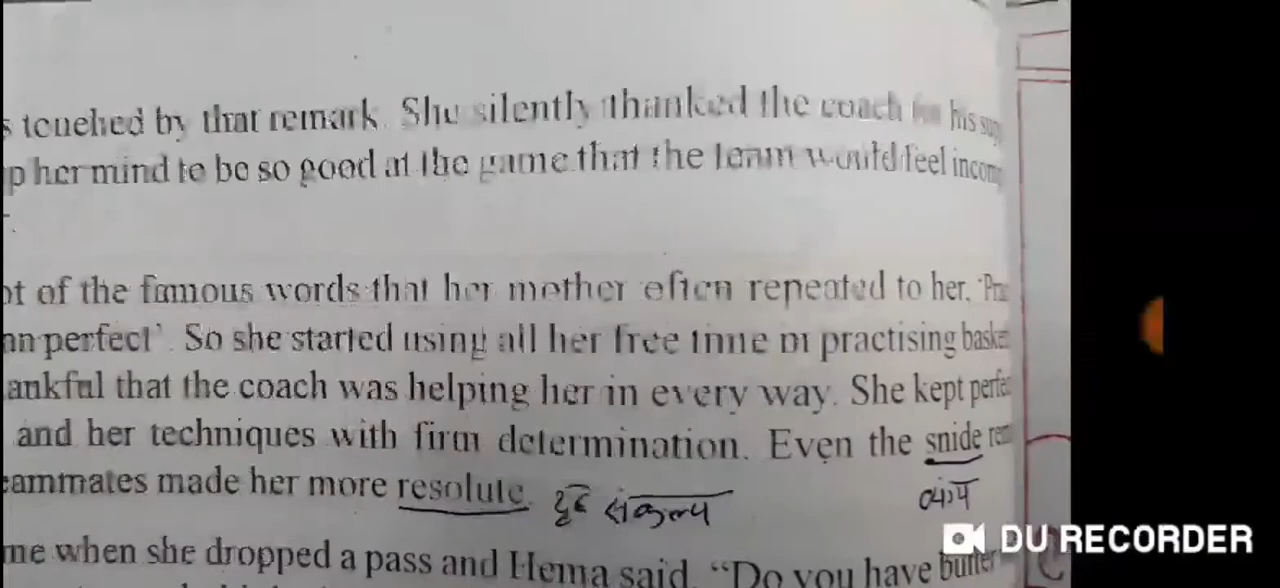 s touched by that remark. She silently thanked the coach for his
p her mind to be so good at the game that the team would feel
of the famous words that her mother often repeated to her.
perfect'. So she started using all her free time in practising
ankful that the coach was helping her in every way. She kept
and her techniques with firm determination. Even the snide
eammates made her more resolute. दृढ़ संकल्प
व्यंग्य
me when she dropped a pass and Hema said, “Do you have butter
DU RECORDER